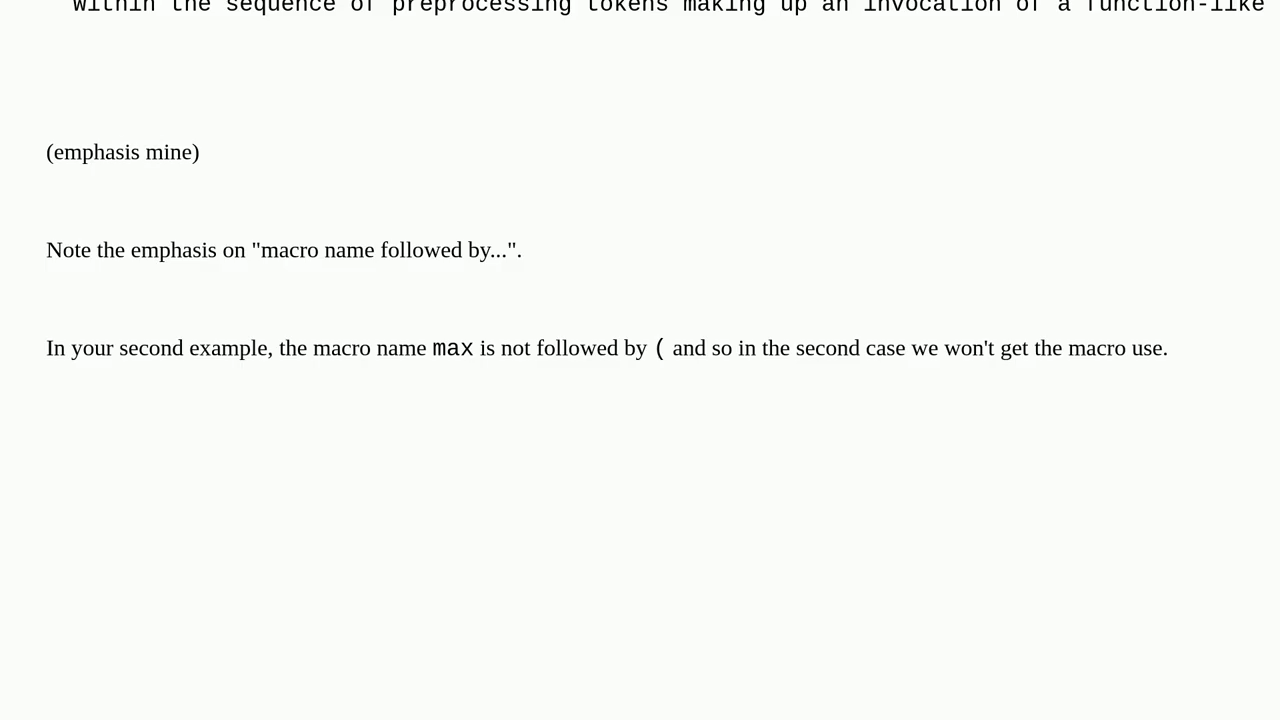 within the sequence of preprocessing tokens making up an invocation of a function-like
(emphasis mine)
Note the emphasis on "macro name followed by...".
In your second example, the macro name max is not followed by ( and so in the second case we won't get the macro use.